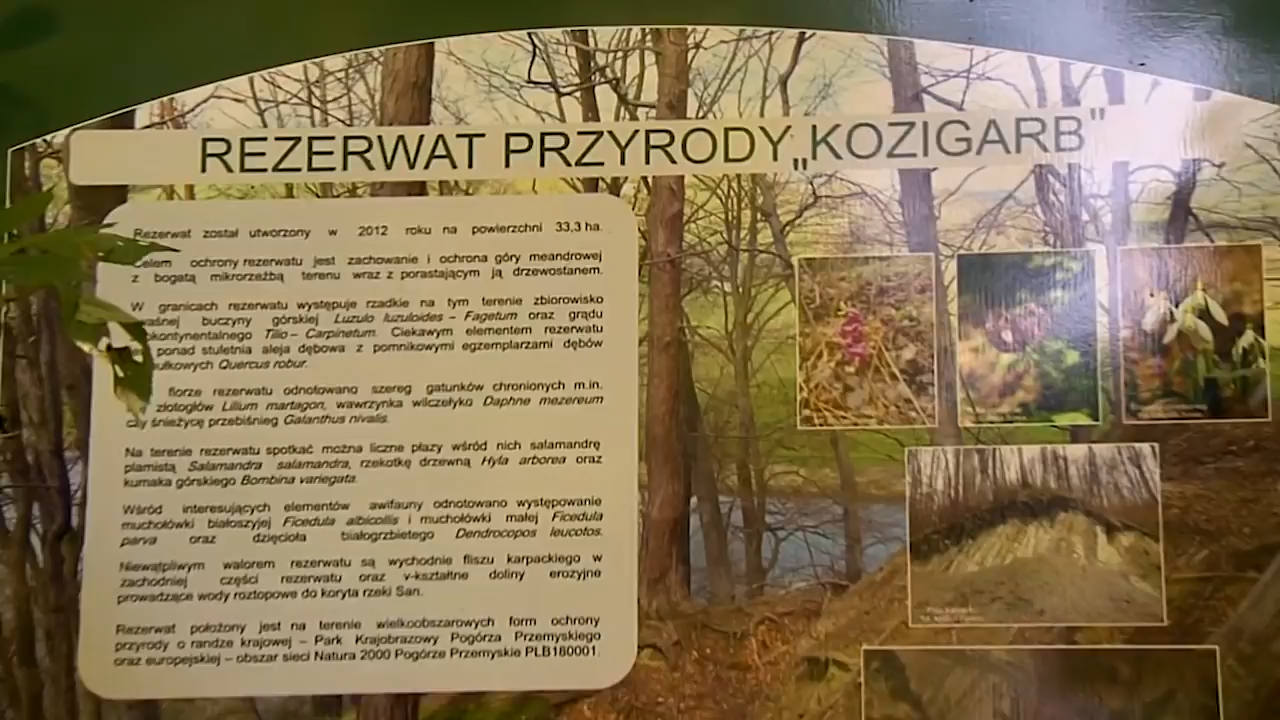 REZERWAT PRZYRODY „KOZIGARB"
Rezerwat został utworzony w 2012 roku na powierzchni 33,3 ha.
Celem ochrony rezerwatu jest zachowanie i ochrona góry meandrowej
z bogatą mikrorzeźbą terenu wraz z porastającym ją drzewostanem.
W granicach rezerwatu występuje rzadkie na tym terenie zbiorowisko
buczyny górskiej Luzulo luzuloides – Fagetum oraz grądu
Tilio – Carpinetum. Ciekawym elementem rezerwatu
ponad stuletnia aleja dębowa z pomnikowymi egzemplarzami dębów
Quercus robur.
florze rezerwatu odnotowano szereg gatunków chronionych m.in.
złotogłów Lilium martagon, wawrzynka wilczełyko Daphne mezereum
czy śnieżycę przebiśnieg Galanthus nivalis.
Na terenie rezerwatu spotkać można liczne płazy wśród nich salamandrę
plamistą Salamandra salamandra, rzekotkę drzewną Hyla arborea oraz
kumaka górskiego Bombina variegata.
Wśród interesujących elementów awifauny odnotowano występowanie
muchołówki białoszyjej Ficedula albicollis i muchołówki małej Ficedula
parva oraz dzięcioła białogrzbietego Dendrocopos leucotos.
Niewątpliwym walorem rezerwatu są wychodnie fliszu karpackiego w
zachodniej części rezerwatu oraz v-kształtne doliny erozyjne
prowadzące wody roztopowe do koryta rzeki San.
Rezerwat położony jest na terenie wielkoobszarowych form ochrony
przyrody o randze krajowej – Park Krajobrazowy Pogórza Przemyskiego
oraz europejskiej – obszar sieci Natura 2000 Pogórze Przemyskie PLB180001.